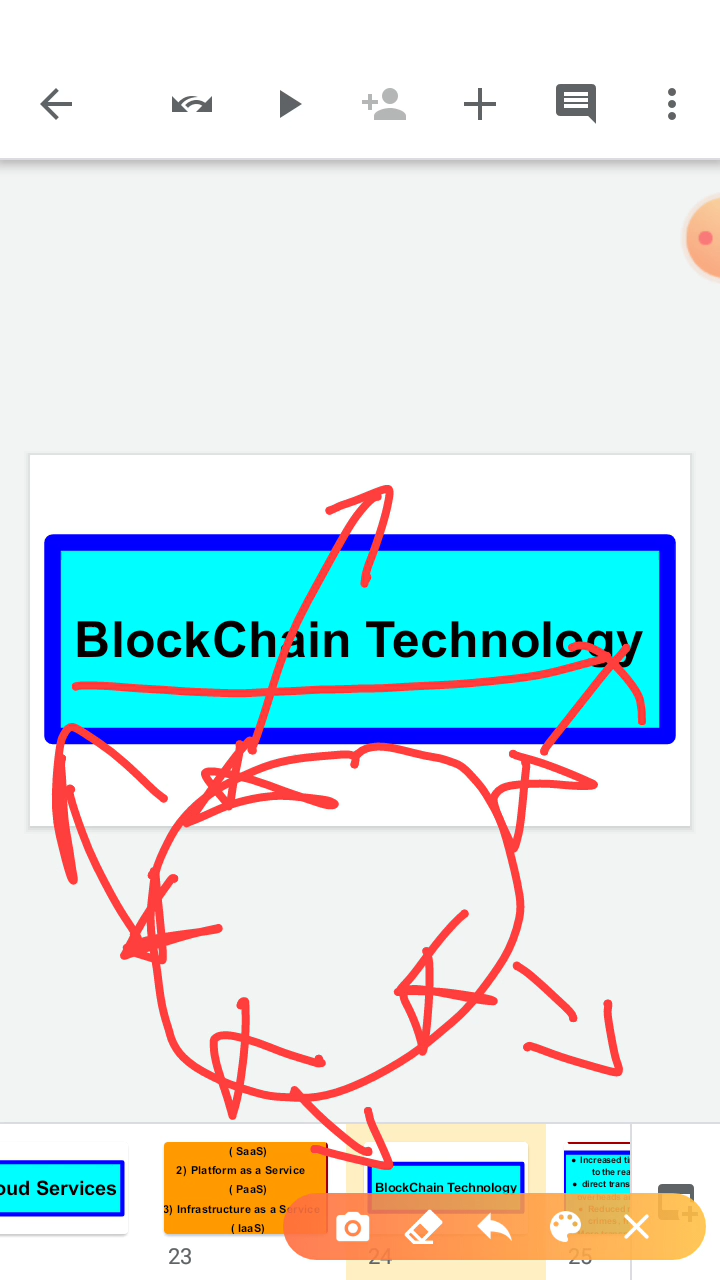 BlockChain Technology
oud Services
( SaaS)
2) Platform as a Service
( PaaS)
3) Infrastructure as a Service
( IaaS)
BlockChain Technology
Increased ti
to the rea
direct trans
23
24
25